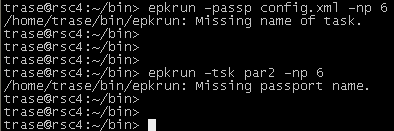 trase@rsc4:~/bin> epkrun -passp config.xml -np 6
/home/trase/bin/epkrun: Missing name of task.
trase@rsc4:~/bin>
trase@rsc4:~/bin>
trase@rsc4:~/bin> epkrun -tsk par2 -np 6
/home/trase/bin/epkrun: Missing passport name.
trase@rsc4:~/bin>
trase@rsc4:~/bin>
trase@rsc4:~/bin>